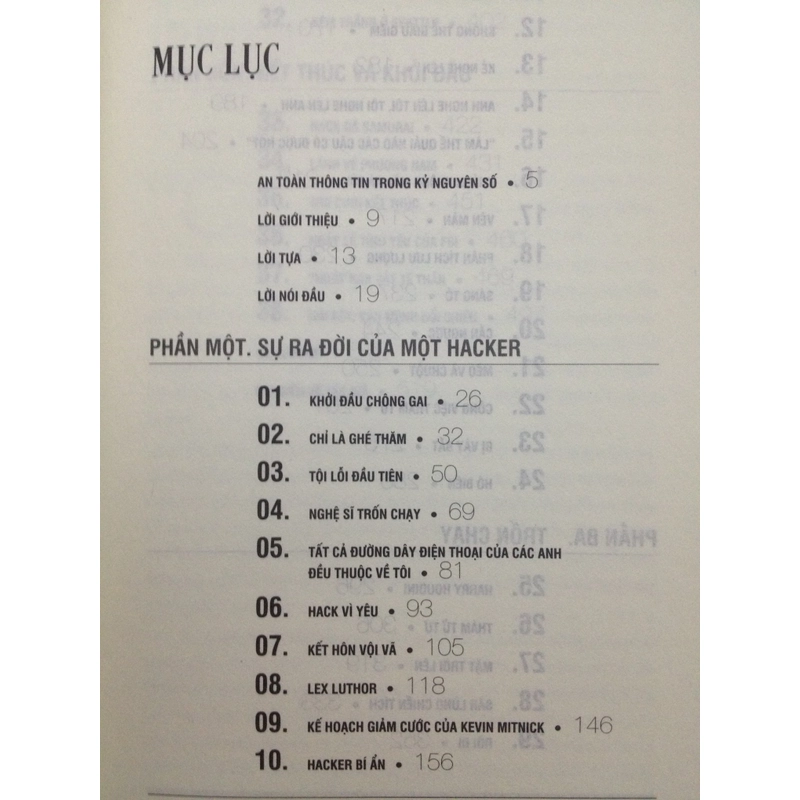 MỤC LỤC
AN TOÀN THÔNG TIN TRONG KỶ NGUYÊN SỐ • 5
LỜI GIỚI THIỆU • 9
LỜI TỰA • 13
LỜI NÓI ĐẦU • 19
PHẦN MỘT. SỰ RA ĐỜI CỦA MỘT HACKER
01. KHỞI ĐẦU CHÔNG GAI • 26
02. CHỈ LÀ GHÉ THĂM • 32
03. TỘI LỖI ĐẦU TIÊN • 50
04. NGHỆ SĨ TRỐN CHẠY • 69
05. TẤT CẢ ĐƯỜNG DÂY ĐIỆN THOẠI CỦA CÁC ANH
ĐỀU THUỘC VỀ TÔI • 81
06. HACK VÌ YÊU • 93
07. KẾT HÔN VỘI VÃ • 105
08. LEX LUTHOR • 118
09. KẾ HOẠCH GIẢM CƯỚC CỦA KEVIN MITNICK • 146
10. HACKER BÍ ẨN • 156